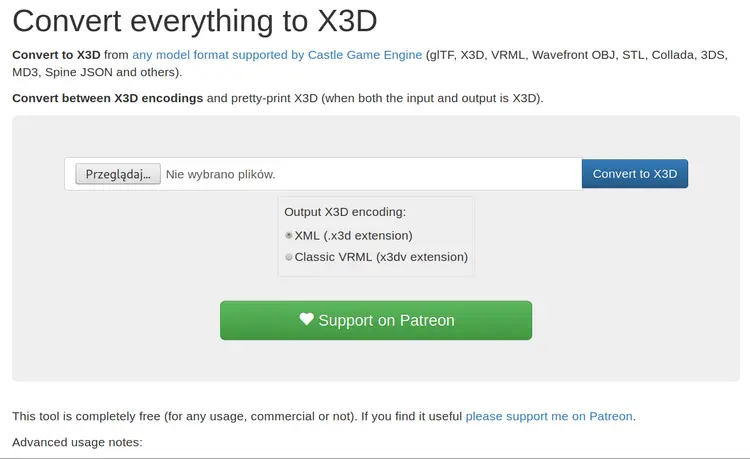 Convert everything to X3D
Convert to X3D from any model format supported by Castle Game Engine (glTF, X3D, VRML, Wavefront OBJ, STL, Collada, 3DS,
MD3, Spine JSON and others).
Convert between X3D encodings and pretty-print X3D (when both the input and output is X3D).
Przeglądaj... Nie wybrano plików. Convert to X3D
Output X3D encoding:
XML (.x3d extension)
Classic VRML (x3dv extension)
Support on Patreon
This tool is completely free (for any usage, commercial or not). If you find it useful please support me on Patreon.
Advanced usage notes: